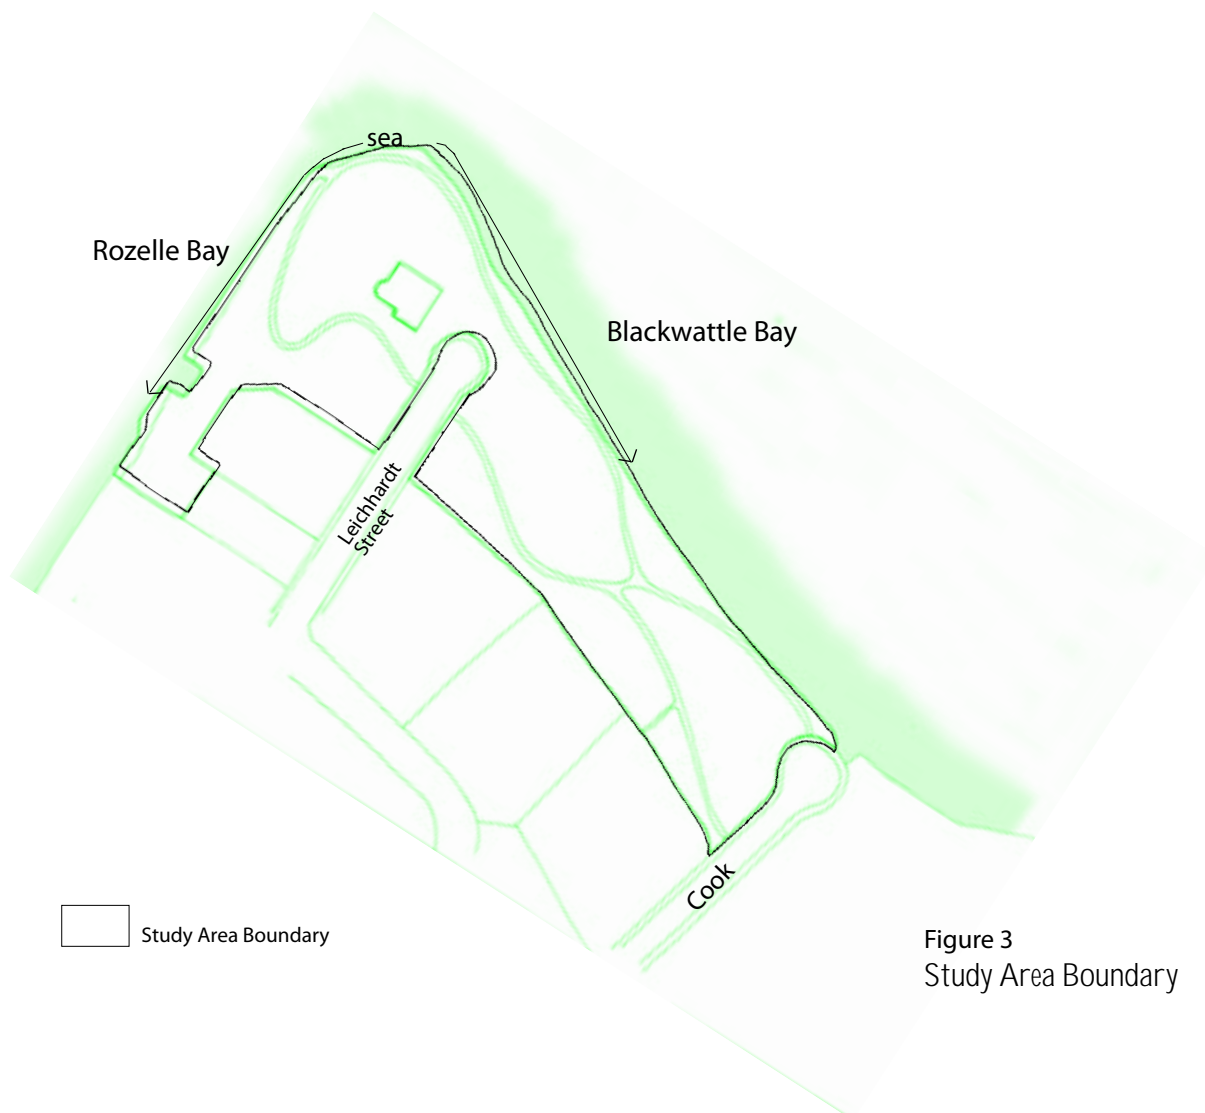 sea
Rozelle Bay
Blackwattle Bay
Leichhardt
Street
Cook
Study Area Boundary
Figure 3
Study Area Boundary